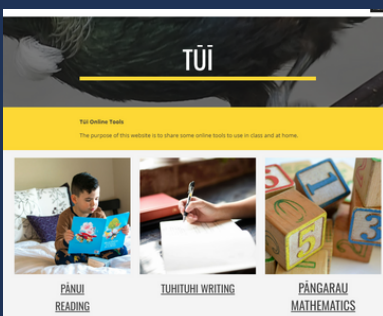 TŪĪ
Tūī Online Tools
The purpose of this website is to share some online tools to use in class and at home.
PĀNUI
READING
TUHITUHI WRITING
PĀNGARAU
MATHEMATICS